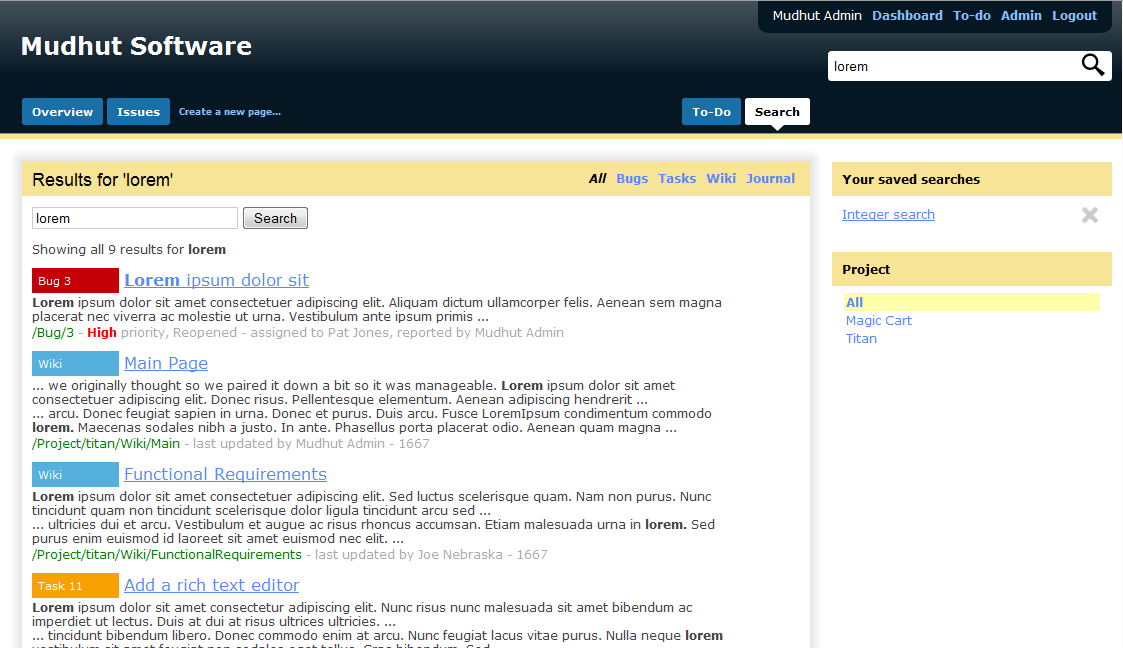 Mudhut Admin Dashboard To-do Admin Logout
Mudhut Software
lorem
Overview Issues Create a new page... To-Do Search
Results for 'lorem' All Bugs Tasks Wiki Journal
lorem Search
Showing all 9 results for lorem
Bug 3 Lorem ipsum dolor sit
Lorem ipsum dolor sit amet consectetuer adipiscing elit. Aliquam dictum ullamcorper felis. Aenean sem magna
placerat nec viverra ac molestie ut urna. Vestibulum ante ipsum primis ...
/Bug/3 - High priority, Reopened - assigned to Pat Jones, reported by Mudhut Admin
Wiki Main Page
... we originally thought so we paired it down a bit so it was manageable. Lorem ipsum dolor sit amet
consectetuer adipiscing elit. Donec risus. Pellentesque elementum. Aenean adipiscing hendrerit ...
... arcu. Donec feugiat sapien in urna. Donec et purus. Duis arcu. Fusce LoremIpsum condimentum commodo
lorem. Maecenas sodales nibh a justo. In ante. Phasellus porta placerat odio. Aenean quam magna ...
/Project/titan/Wiki/Main - last updated by Mudhut Admin - 1667
Wiki Functional Requirements
Lorem ipsum dolor sit amet consectetuer adipiscing elit. Sed luctus scelerisque quam. Nam non purus. Nunc
tincidunt quam non tincidunt scelerisque dolor ligula tincidunt arcu sed ...
... ultricies dui et arcu. Vestibulum et augue ac risus rhoncus accumsan. Etiam malesuada urna in lorem. Sed
purus enim euismod id laoreet sit amet euismod nec elit. ...
/Project/titan/Wiki/FunctionalRequirements - last updated by Joe Nebraska - 1667
Task 11 Add a rich text editor
Lorem ipsum dolor sit amet consectetur adipiscing elit. Nunc risus nunc malesuada sit amet bibendum ac
imperdiet ut lectus. Duis at dui at risus ultrices ultricies. ...
... tincidunt bibendum libero. Donec commodo enim at arcu. Nunc feugiat lacus vitae purus. Nulla neque lorem
Your saved searches
Integer search
Project
All
Magic Cart
Titan